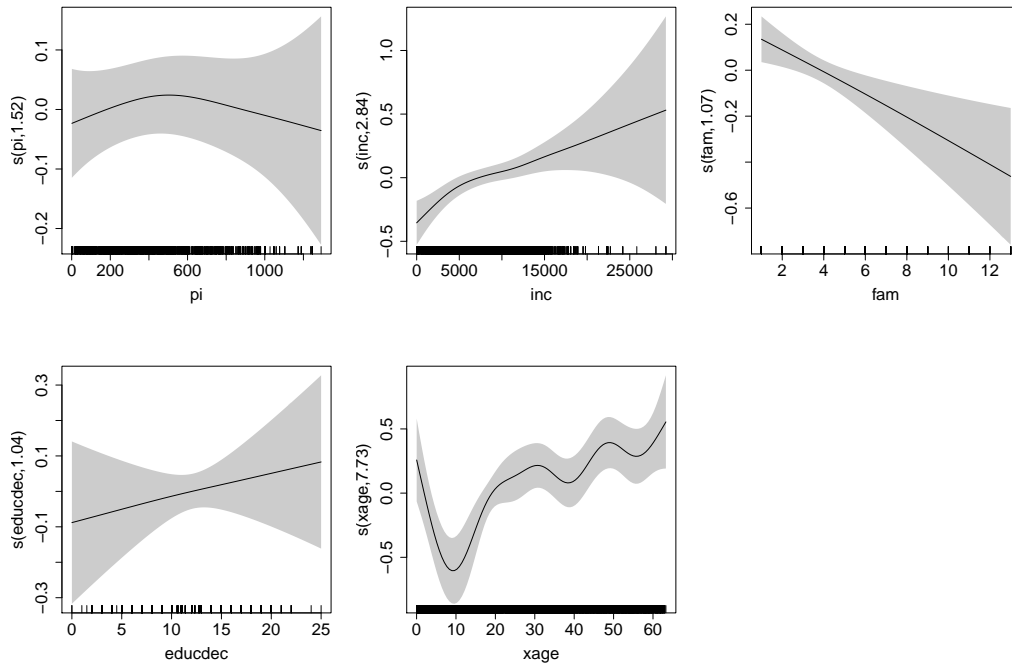 s(pi,1.52)
0.1
0.0
−0.1
−0.2
0 200 600 1000
pi
s(inc,2.84)
1.0
0.5
0.0
−0.5
0 5000 15000 25000
inc
s(fam,1.07)
0.2
0.0
−0.2
−0.6
2 4 6 8 10 12
fam
s(educdec,1.04)
0.3
0.1
−0.1
−0.3
0 5 10 15 20 25
educdec
s(xage,7.73)
0.5
0.0
−0.5
0 10 20 30 40 50 60
xage